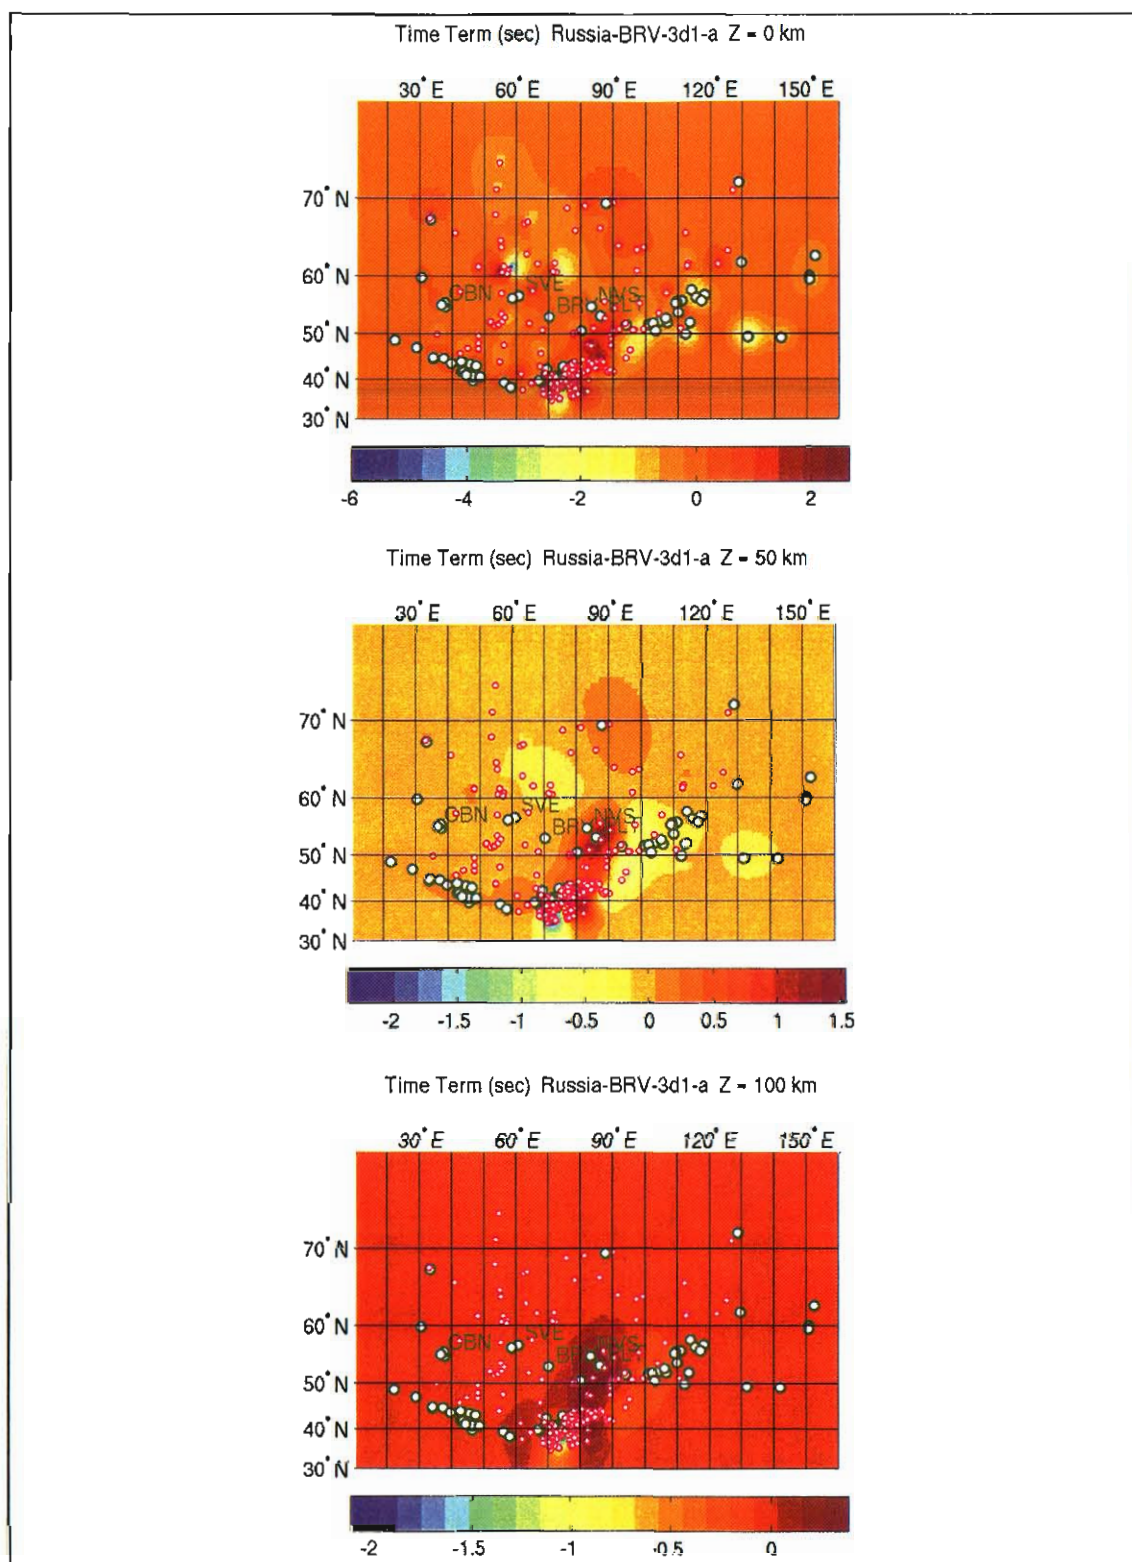 Time Term (sec) Russia-BRV-3d1-a Z = 0 km
30° E 60° E 90° E 120° E 150° E
70° N
60° N
OBN SVE NVS
BRV
50° N
40° N
30° N
-6 -4 -2 0 2
Time Term (sec) Russia-BRV-3d1-a Z = 50 km
30° E 60° E 90° E 120° E 150° E
70° N
60° N
OBN SVE NVS
BRV
50° N
40° N
30° N
-2 -1.5 -1 -0.5 0 0.5 1 1.5
Time Term (sec) Russia-BRV-3d1-a Z = 100 km
30° E 60° E 90° E 120° E 150° E
70° N
60° N
OBN SVE NVS
50° N
40° N
30° N
-2 -1.5 -1 -0.5 0